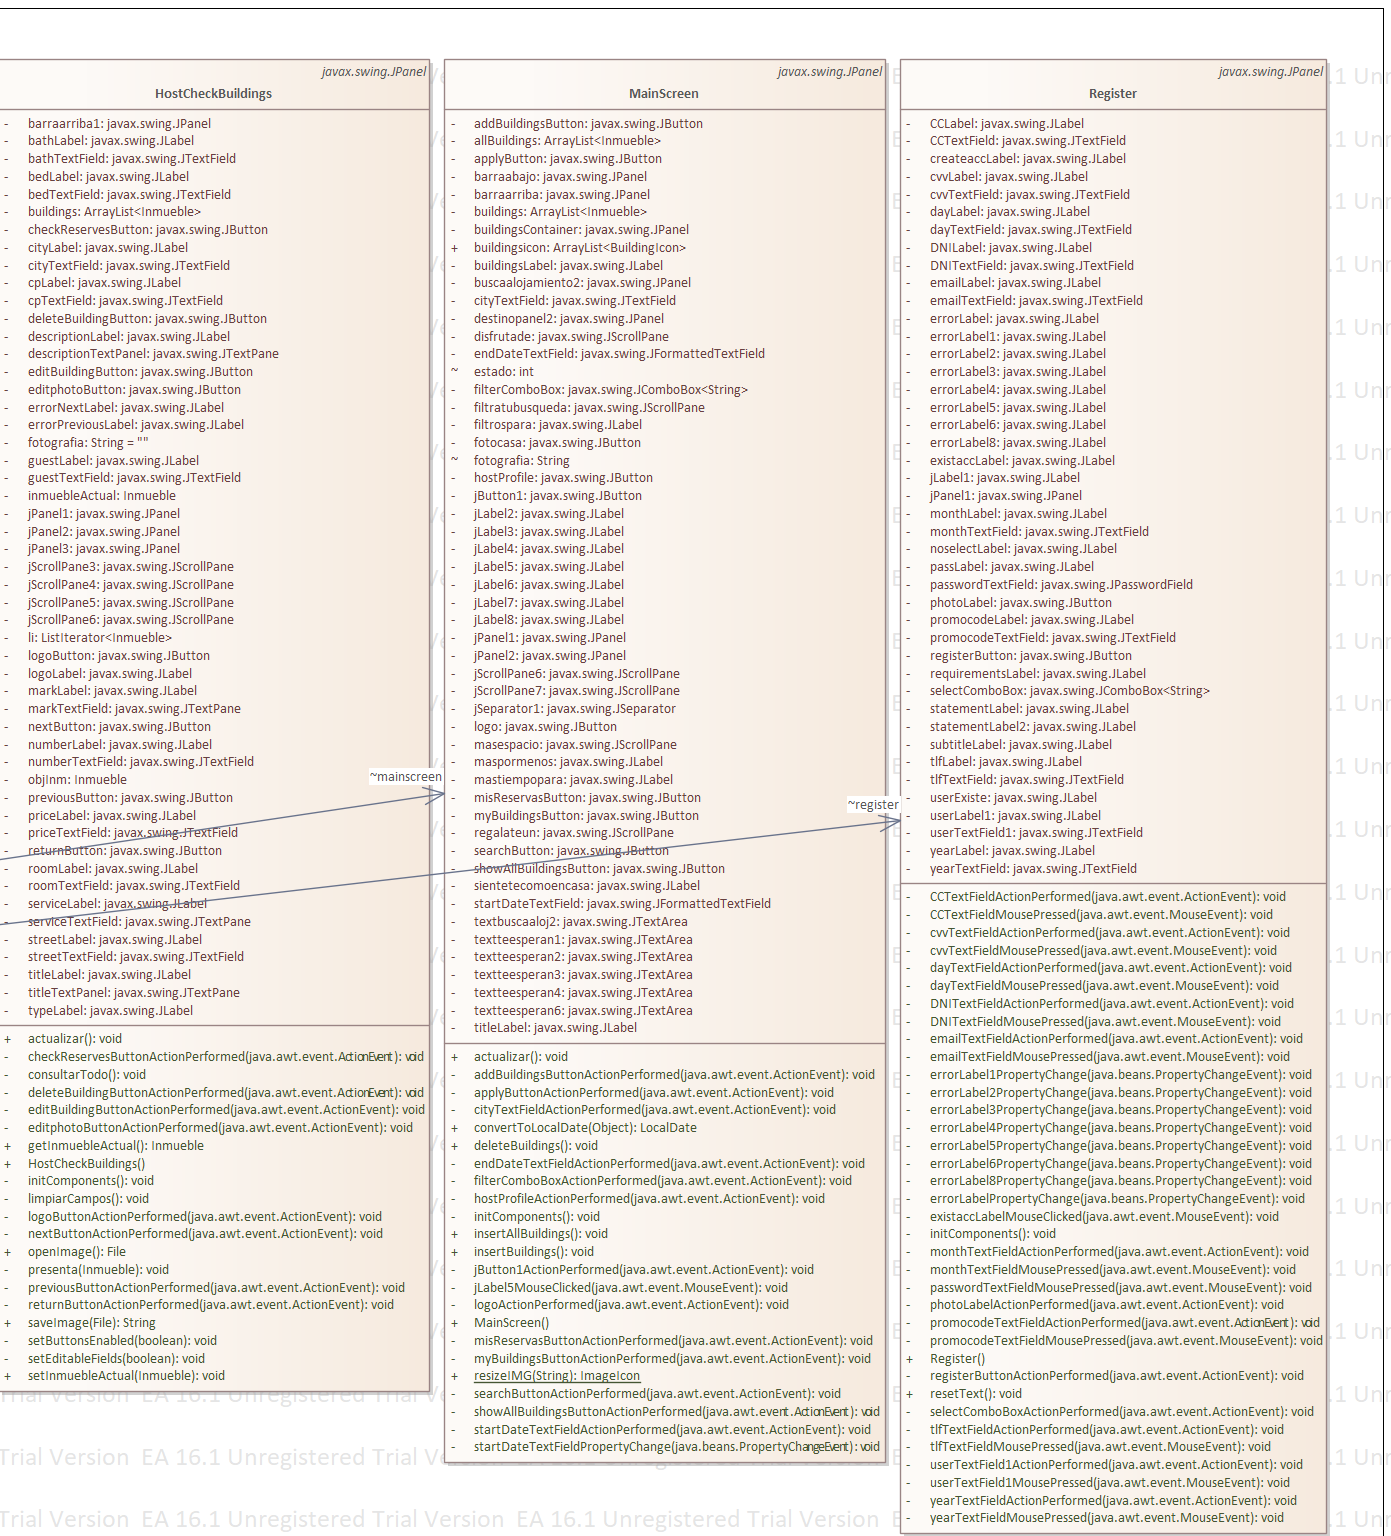 javax.swing.JPanel
HostCheckBuildings
- barraarriba1: javax.swing.JPanel
- bathLabel: javax.swing.JLabel
- bathTextField: javax.swing.JTextField
- bedLabel: javax.swing.JLabel
- bedTextField: javax.swing.JTextField
- buildings: ArrayList<Inmueble>
- checkReservesButton: javax.swing.JButton
- cityLabel: javax.swing.JLabel
- cityTextField: javax.swing.JTextField
- cpLabel: javax.swing.JLabel
- cpTextField: javax.swing.JTextField
- deleteBuildingButton: javax.swing.JButton
- descriptionLabel: javax.swing.JLabel
- descriptionTextPanel: javax.swing.JTextPane
- editBuildingButton: javax.swing.JButton
- editphotoButton: javax.swing.JButton
- errorNextLabel: javax.swing.JLabel
- errorPreviousLabel: javax.swing.JLabel
- fotografia: String = ""
- guestLabel: javax.swing.JLabel
- guestTextField: javax.swing.JTextField
- inmuebleActual: Inmueble
- jPanel1: javax.swing.JPanel
- jPanel2: javax.swing.JPanel
- jPanel3: javax.swing.JPanel
- jScrollPane3: javax.swing.JScrollPane
- jScrollPane4: javax.swing.JScrollPane
- jScrollPane5: javax.swing.JScrollPane
- jScrollPane6: javax.swing.JScrollPane
- li: ListIterator<Inmueble>
- logoButton: javax.swing.JButton
- logoLabel: javax.swing.JLabel
- markLabel: javax.swing.JLabel
- markTextField: javax.swing.JTextPane
- nextButton: javax.swing.JButton
- numberLabel: javax.swing.JLabel
- numberTextField: javax.swing.JTextField
- objInm: Inmueble
- previousButton: javax.swing.JButton
- priceLabel: javax.swing.JLabel
- priceTextField: javax.swing.JTextField
- returnButton: javax.swing.JButton
- roomLabel: javax.swing.JLabel
- roomTextField: javax.swing.JTextField
- serviceLabel: javax.swing.JLabel
- serviceTextField: javax.swing.JTextPane
- streetLabel: javax.swing.JLabel
- streetTextField: javax.swing.JTextField
- titleLabel: javax.swing.JLabel
- titleTextPanel: javax.swing.JTextPane
- typeLabel: javax.swing.JLabel
+ actualizar(): void
- checkReservesButtonActionPerformed(java.awt.event.ActionEvent): void
- consultarTodo(): void
- deleteBuildingButtonActionPerformed(java.awt.event.ActionEvent): void
- editBuildingButtonActionPerformed(java.awt.event.ActionEvent): void
- editphotoButtonActionPerformed(java.awt.event.ActionEvent): void
+ getInmuebleActual(): Inmueble
+ HostCheckBuildings()
- initComponents(): void
- limpiarCampos(): void
- logoButtonActionPerformed(java.awt.event.ActionEvent): void
- nextButtonActionPerformed(java.awt.event.ActionEvent): void
+ openImage(): File
- presenta(Inmueble): void
- previousButtonActionPerformed(java.awt.event.ActionEvent): void
- returnButtonActionPerformed(java.awt.event.ActionEvent): void
+ saveImage(File): String
- setButtonsEnabled(boolean): void
- setEditableFields(boolean): void
+ setInmuebleActual(Inmueble): void
~mainscreen
javax.swing.JPanel
MainScreen
- addBuildingsButton: javax.swing.JButton
- allBuildings: ArrayList<Inmueble>
- applyButton: javax.swing.JButton
- barraabajo: javax.swing.JPanel
- barraarriba: javax.swing.JPanel
- buildings: ArrayList<Inmueble>
- buildingsContainer: javax.swing.JPanel
+ buildingsicon: ArrayList<BuildingIcon>
- buildingsLabel: javax.swing.JLabel
- buscaalojamiento2: javax.swing.JPanel
- cityTextField: javax.swing.JTextField
- destinopanel2: javax.swing.JPanel
- disfrutade: javax.swing.JScrollPane
- endDateTextField: javax.swing.JFormattedTextField
~ estado: int
- filterComboBox: javax.swing.JComboBox<String>
- filtratubusqueda: javax.swing.JScrollPane
- filtrospara: javax.swing.JLabel
- fotocasa: javax.swing.JButton
~ fotografia: String
- hostProfile: javax.swing.JButton
- jButton1: javax.swing.JButton
- jLabel2: javax.swing.JLabel
- jLabel3: javax.swing.JLabel
- jLabel4: javax.swing.JLabel
- jLabel5: javax.swing.JLabel
- jLabel6: javax.swing.JLabel
- jLabel7: javax.swing.JLabel
- jLabel8: javax.swing.JLabel
- jPanel1: javax.swing.JPanel
- jPanel2: javax.swing.JPanel
- jScrollPane6: javax.swing.JScrollPane
- jScrollPane7: javax.swing.JScrollPane
- jSeparator1: javax.swing.JSeparator
- logo: javax.swing.JButton
- masespacio: javax.swing.JScrollPane
- maspormenos: javax.swing.JLabel
- mastiempopara: javax.swing.JLabel
- misReservasButton: javax.swing.JButton
- myBuildingsButton: javax.swing.JButton
- regalateun: javax.swing.JScrollPane
- searchButton: javax.swing.JButton
- showAllBuildingsButton: javax.swing.JButton
- sientetecomoencasa: javax.swing.JLabel
- startDateTextField: javax.swing.JFormattedTextField
- textbuscaaloj2: javax.swing.JTextArea
- textteesperan1: javax.swing.JTextArea
- textteesperan2: javax.swing.JTextArea
- textteesperan3: javax.swing.JTextArea
- textteesperan4: javax.swing.JTextArea
- textteesperan6: javax.swing.JTextArea
- titleLabel: javax.swing.JLabel
+ actualizar(): void
- addBuildingsButtonActionPerformed(java.awt.event.ActionEvent): void
- applyButtonActionPerformed(java.awt.event.ActionEvent): void
- cityTextFieldActionPerformed(java.awt.event.ActionEvent): void
+ convertToLocalDate(Object): LocalDate
+ deleteBuildings(): void
- endDateTextFieldActionPerformed(java.awt.event.ActionEvent): void
- filterComboBoxActionPerformed(java.awt.event.ActionEvent): void
- hostProfileActionPerformed(java.awt.event.ActionEvent): void
- initComponents(): void
+ insertAllBuildings(): void
+ insertBuildings(): void
- jButton1ActionPerformed(java.awt.event.ActionEvent): void
- jLabel5MouseClicked(java.awt.event.MouseEvent): void
- logoActionPerformed(java.awt.event.ActionEvent): void
+ MainScreen()
- misReservasButtonActionPerformed(java.awt.event.ActionEvent): void
- myBuildingsButtonActionPerformed(java.awt.event.ActionEvent): void
+ resizeIMG(String): ImageIcon
- searchButtonActionPerformed(java.awt.event.ActionEvent): void
- showAllBuildingsButtonActionPerformed(java.awt.event.ActionEvent): void
- startDateTextFieldActionPerformed(java.awt.event.ActionEvent): void
- startDateTextFieldPropertyChange(java.beans.PropertyChangeEvent): void
~register
javax.swing.JPanel
Register
- CCLabel: javax.swing.JLabel
- CCTextField: javax.swing.JTextField
- createaccLabel: javax.swing.JLabel
- cvvLabel: javax.swing.JLabel
- cvvTextField: javax.swing.JTextField
- dayLabel: javax.swing.JLabel
- dayTextField: javax.swing.JTextField
- DNILabel: javax.swing.JLabel
- DNITextField: javax.swing.JTextField
- emailLabel: javax.swing.JLabel
- emailTextField: javax.swing.JTextField
- errorLabel: javax.swing.JLabel
- errorLabel1: javax.swing.JLabel
- errorLabel2: javax.swing.JLabel
- errorLabel3: javax.swing.JLabel
- errorLabel4: javax.swing.JLabel
- errorLabel5: javax.swing.JLabel
- errorLabel6: javax.swing.JLabel
- errorLabel8: javax.swing.JLabel
- existaccLabel: javax.swing.JLabel
- jLabel1: javax.swing.JLabel
- jPanel1: javax.swing.JPanel
- monthLabel: javax.swing.JLabel
- monthTextField: javax.swing.JTextField
- noselectLabel: javax.swing.JLabel
- passLabel: javax.swing.JLabel
- passwordTextField: javax.swing.JPasswordField
- photoLabel: javax.swing.JButton
- promocodeLabel: javax.swing.JLabel
- promocodeTextField: javax.swing.JTextField
- registerButton: javax.swing.JButton
- requirementsLabel: javax.swing.JLabel
- selectComboBox: javax.swing.JComboBox<String>
- statementLabel: javax.swing.JLabel
- statementLabel2: javax.swing.JLabel
- subtitleLabel: javax.swing.JLabel
- tlfLabel: javax.swing.JLabel
- tlfTextField: javax.swing.JTextField
- userExiste: javax.swing.JLabel
- userLabel1: javax.swing.JLabel
- userTextField1: javax.swing.JTextField
- yearLabel: javax.swing.JLabel
- yearTextField: javax.swing.JTextField
- CCTextFieldActionPerformed(java.awt.event.ActionEvent): void
- CCTextFieldMousePressed(java.awt.event.MouseEvent): void
- cvvTextFieldActionPerformed(java.awt.event.ActionEvent): void
- cvvTextFieldMousePressed(java.awt.event.MouseEvent): void
- dayTextFieldActionPerformed(java.awt.event.ActionEvent): void
- dayTextFieldMousePressed(java.awt.event.MouseEvent): void
- DNITextFieldActionPerformed(java.awt.event.ActionEvent): void
- DNITextFieldMousePressed(java.awt.event.MouseEvent): void
- emailTextFieldActionPerformed(java.awt.event.ActionEvent): void
- emailTextFieldMousePressed(java.awt.event.MouseEvent): void
- errorLabel1PropertyChange(java.beans.PropertyChangeEvent): void
- errorLabel2PropertyChange(java.beans.PropertyChangeEvent): void
- errorLabel3PropertyChange(java.beans.PropertyChangeEvent): void
- errorLabel4PropertyChange(java.beans.PropertyChangeEvent): void
- errorLabel5PropertyChange(java.beans.PropertyChangeEvent): void
- errorLabel6PropertyChange(java.beans.PropertyChangeEvent): void
- errorLabel8PropertyChange(java.beans.PropertyChangeEvent): void
- errorLabelPropertyChange(java.beans.PropertyChangeEvent): void
- existaccLabelMouseClicked(java.awt.event.MouseEvent): void
- initComponents(): void
- monthTextFieldActionPerformed(java.awt.event.ActionEvent): void
- monthTextFieldMousePressed(java.awt.event.MouseEvent): void
- passwordTextFieldMousePressed(java.awt.event.MouseEvent): void
- photoLabelActionPerformed(java.awt.event.ActionEvent): void
- promocodeTextFieldActionPerformed(java.awt.event.ActionEvent): void
- promocodeTextFieldMousePressed(java.awt.event.MouseEvent): void
+ Register()
- registerButtonActionPerformed(java.awt.event.ActionEvent): void
+ resetText(): void
- selectComboBoxActionPerformed(java.awt.event.ActionEvent): void
- tlfTextFieldActionPerformed(java.awt.event.ActionEvent): void
- tlfTextFieldMousePressed(java.awt.event.MouseEvent): void
- userTextField1ActionPerformed(java.awt.event.ActionEvent): void
- userTextField1MousePressed(java.awt.event.MouseEvent): void
- yearTextFieldActionPerformed(java.awt.event.ActionEvent): void
- yearTextFieldMousePressed(java.awt.event.MouseEvent): void
Trial Version EA 16.1 Unregistered Trial
Trial Version EA 16.1 Unregistered Trial Version EA 16.1 Unregistered Trial Version